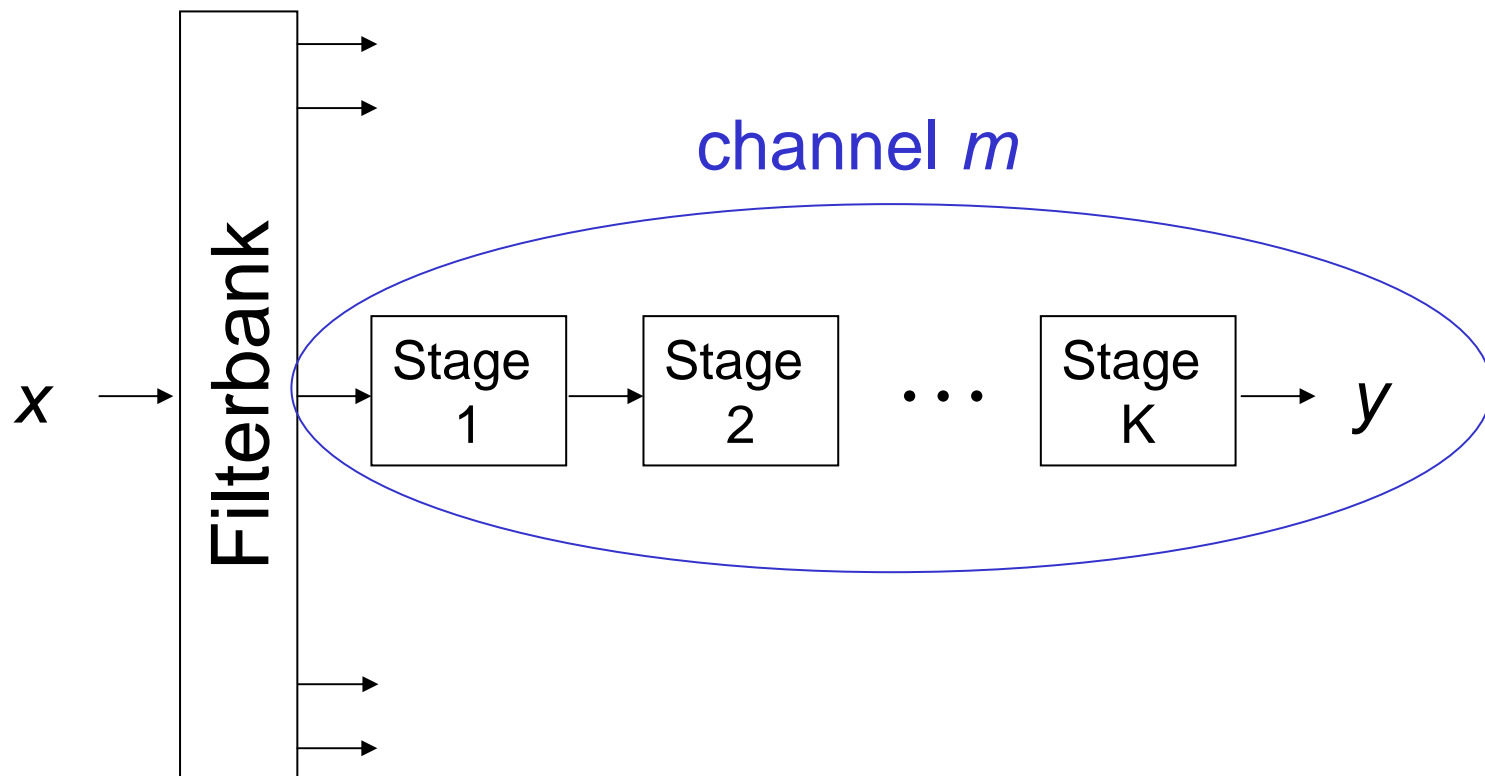 channel m
Filterbank
x
Stage
1
Stage
2
• • •
Stage
K
y